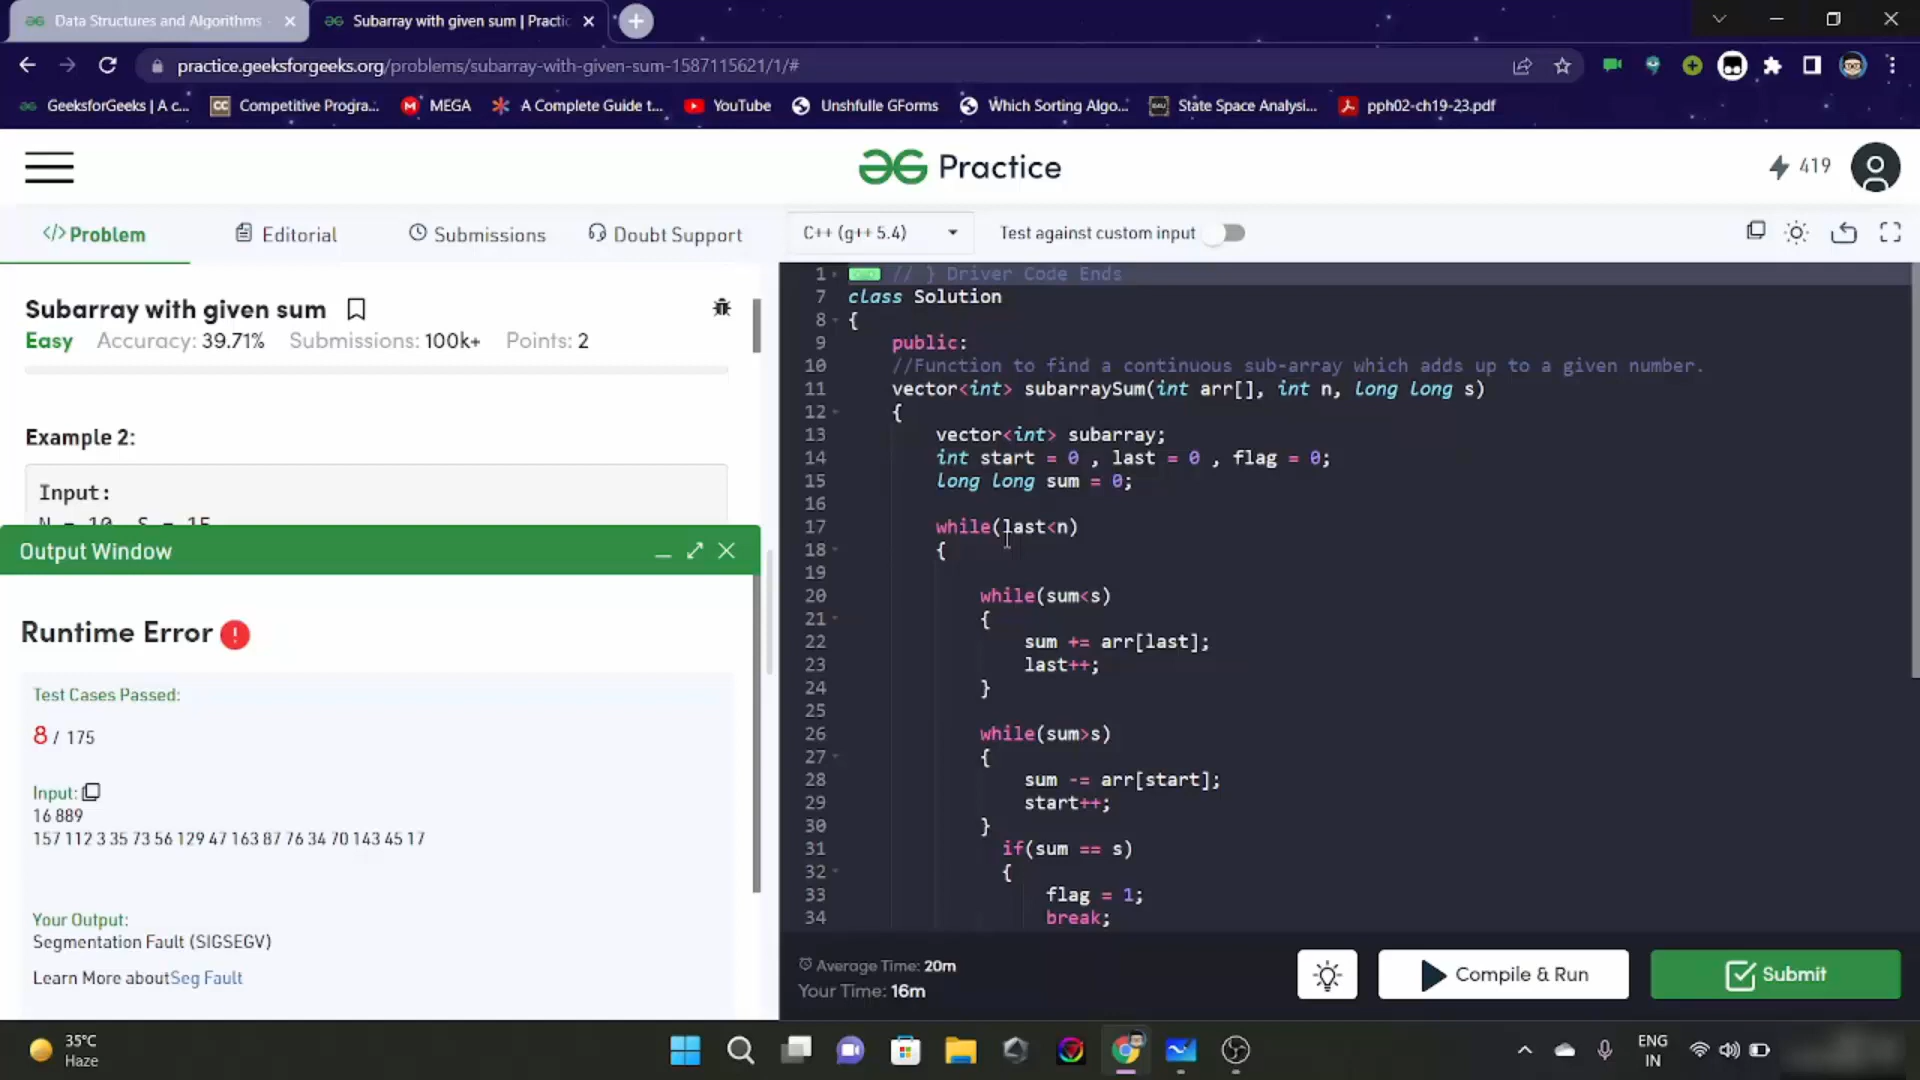 Data Structures and Algorithms
Subarray with given sum | Practic
practice.geeksforgeeks.org/problems/subarray-with-given-sum-1587115621/1/#
GeeksforGeeks | A c...
CC Competitive Progra...
M MEGA
A Complete Guide t...
YouTube
Unshfulle GForms
Which Sorting Algo...
State Space Analysi...
pph02-ch19-23.pdf
Practice
419
</> Problem
Editorial
Submissions
Doubt Support
C++ (g++ 5.4)
Test against custom input
Subarray with given sum
Easy Accuracy: 39.71% Submissions: 100k+ Points: 2
Example 2:
Input:
N = 10, S = 15
Output Window
Runtime Error !
Test Cases Passed:
8 / 175
Input:
16 889
157 112 3 35 73 56 129 47 163 87 76 34 70 143 45 17
Your Output:
Segmentation Fault (SIGSEGV)
Learn More aboutSeg Fault
1 // } Driver Code Ends
7 class Solution
8 {
9 public:
10 //Function to find a continuous sub-array which adds up to a given number.
11 vector<int> subarraySum(int arr[], int n, long long s)
12 {
13 vector<int> subarray;
14 int start = 0 , last = 0 , flag = 0;
15 long long sum = 0;
16
17 while(last<n)
18 {
19
20 while(sum<s)
21 {
22 sum += arr[last];
23 last++;
24 }
25
26 while(sum>s)
27 {
28 sum -= arr[start];
29 start++;
30 }
31 if(sum == s)
32 {
33 flag = 1;
34 break;
Average Time: 20m
Your Time: 16m
Compile & Run
Submit
35°C
Haze
ENG
IN